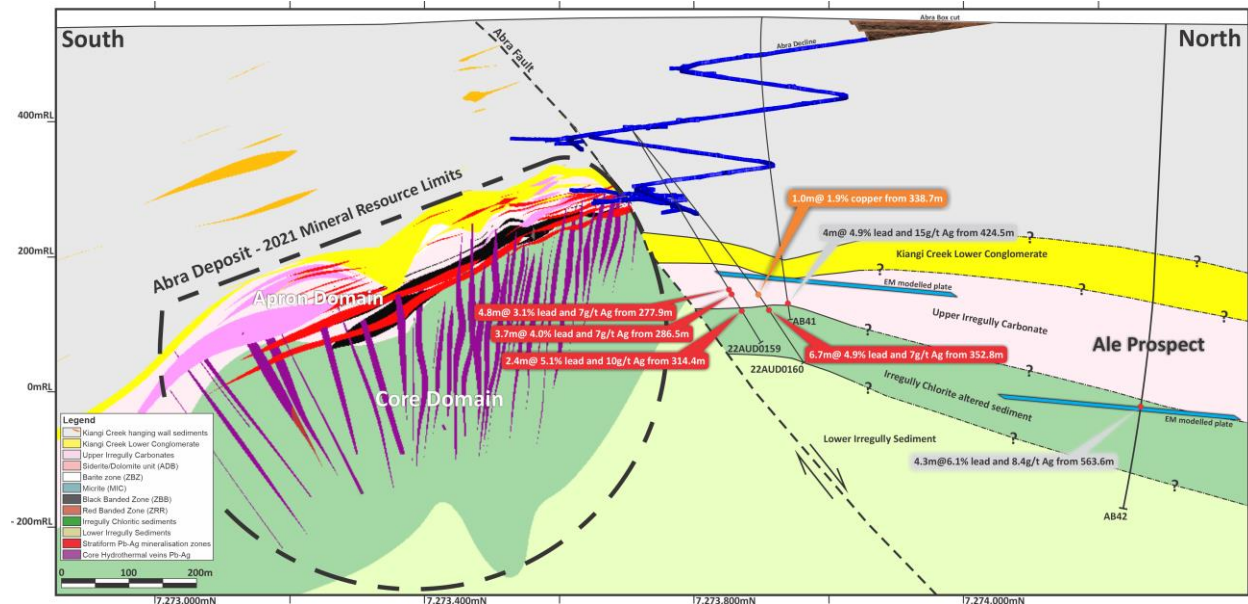 South
North
Abra Box cut
Abra Decline
Abra Fault
400mRL
200mRL
0mRL
- 200mRL
Abra Deposit - 2021 Mineral Resource Limits
Apron Domain
Core Domain
1.0m@ 1.9% copper from 338.7m
4m@ 4.9% lead and 15g/t Ag from 424.5m
?
Kiangi Creek Lower Conglomerate
?
?
?
EM modelled plate
4.8m@ 3.1% lead and 7g/t Ag from 277.9m
3.7m@ 4.0% lead and 7g/t Ag from 286.5m
2.4m@ 5.1% lead and 10g/t Ag from 314.4m
AB41
22AUD0159
22AUD0160
6.7m@ 4.9% lead and 7g/t Ag from 352.8m
Upper Irregully Carbonate
?
Ale Prospect
?
Irregully Chlorite altered sediment
?
EM modelled plate
Lower Irregully Sediment
4.3m@6.1% lead and 8.4g/t Ag from 563.6m
?
AB42
Legend
Kiangi Creek hanging wall sediments
Kiangi Creek Lower Conglomerate
Upper Irregully Carbonates
Siderite/Dolomite unit (ADB)
Barite zone (ZBZ)
Micrite (MIC)
Black Banded Zone (ZBB)
Red Banded Zone (ZRR)
Irregully Chloritic sediments
Lower Irregully Sediments
Stratiform Pb-Ag mineralisation zones
Core Hydrothermal veins Pb-Ag
0 100 200m
7,273,000mN 7,273,400mN 7,273,800mN 7,274,000mN